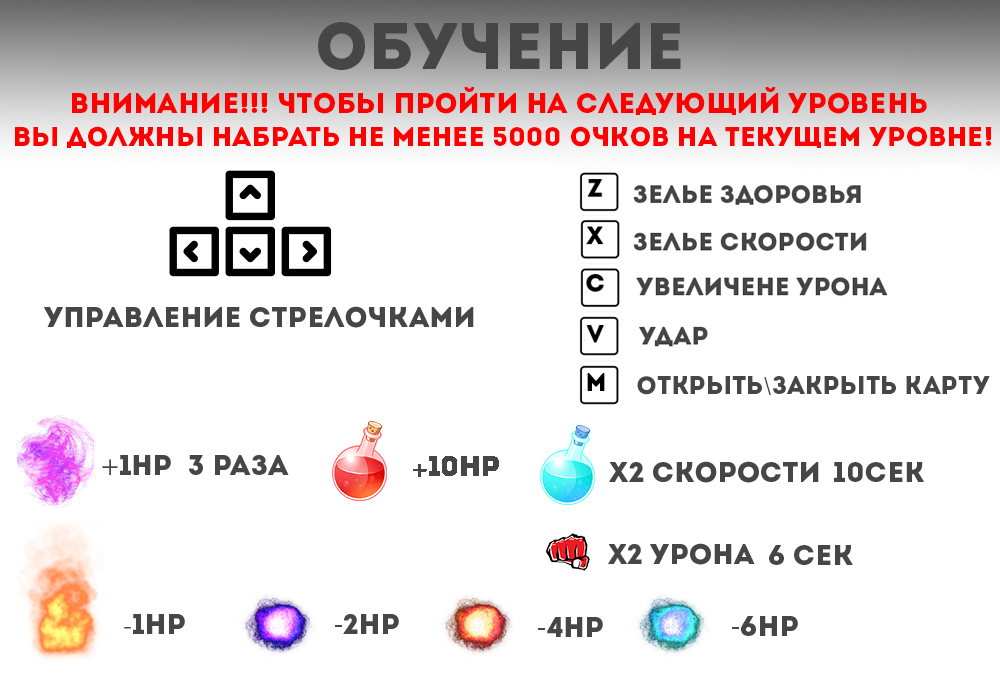 ОБУЧЕНИЕ
ВНИМАНИЕ!!! ЧТОБЫ ПРОЙТИ НА СЛЕДУЮЩИЙ УРОВЕНЬ
ВЫ ДОЛЖНЫ НАБРАТЬ НЕ МЕНЕЕ 5000 ОЧКОВ НА ТЕКУЩЕМ УРОВНЕ!
УПРАВЛЕНИЕ СТРЕЛОЧКАМИ
Z ЗЕЛЬЕ ЗДОРОВЬЯ
X ЗЕЛЬЕ СКОРОСТИ
C УВЕЛИЧЕНЕ УРОНА
V УДАР
M ОТКРЫТЬ\ЗАКРЫТЬ КАРТУ
+1HP 3 РАЗА
+10HP
X2 СКОРОСТИ 10СЕК
X2 УРОНА 6 СЕК
-1HP
-2HP
-4HP
-6HP